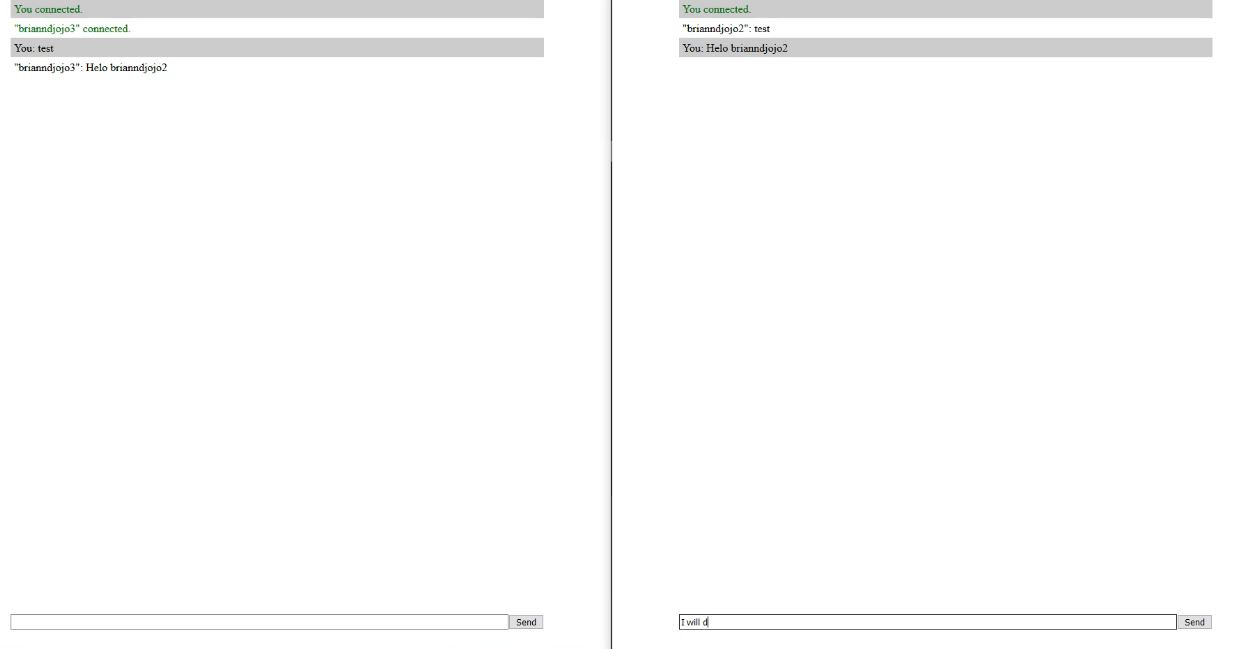 You connected.
"brianndjojo3" connected.
You: test
"brianndjojo3": Helo brianndjojo2
Send
You connected.
"brianndjojo2": test
You: Helo brianndjojo2
I will d
Send